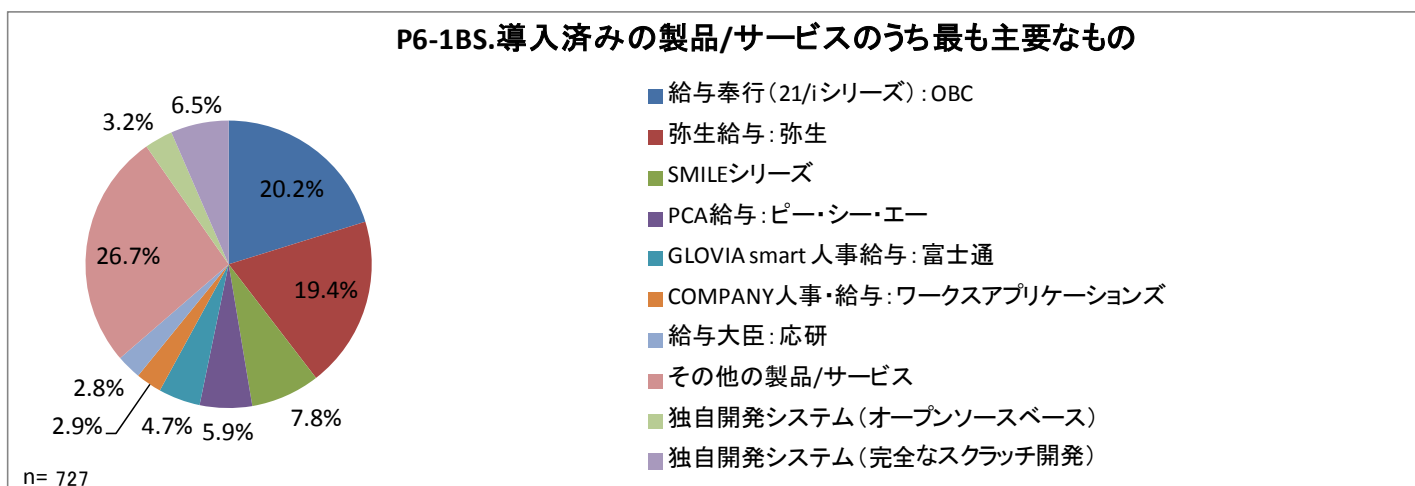 P6-1BS.導入済みの製品/サービスのうち最も主要なもの
給与奉行(21/iシリーズ):OBC
弥生給与:弥生
SMILEシリーズ
PCA給与:ピー・シー・エー
GLOVIA smart 人事給与:富士通
COMPANY人事・給与:ワークスアプリケーションズ
給与大臣:応研
その他の製品/サービス
独自開発システム(オープンソースベース)
独自開発システム(完全なスクラッチ開発)
20.2%
19.4%
7.8%
5.9%
4.7%
2.9%
2.8%
26.7%
3.2%
6.5%
n= 727